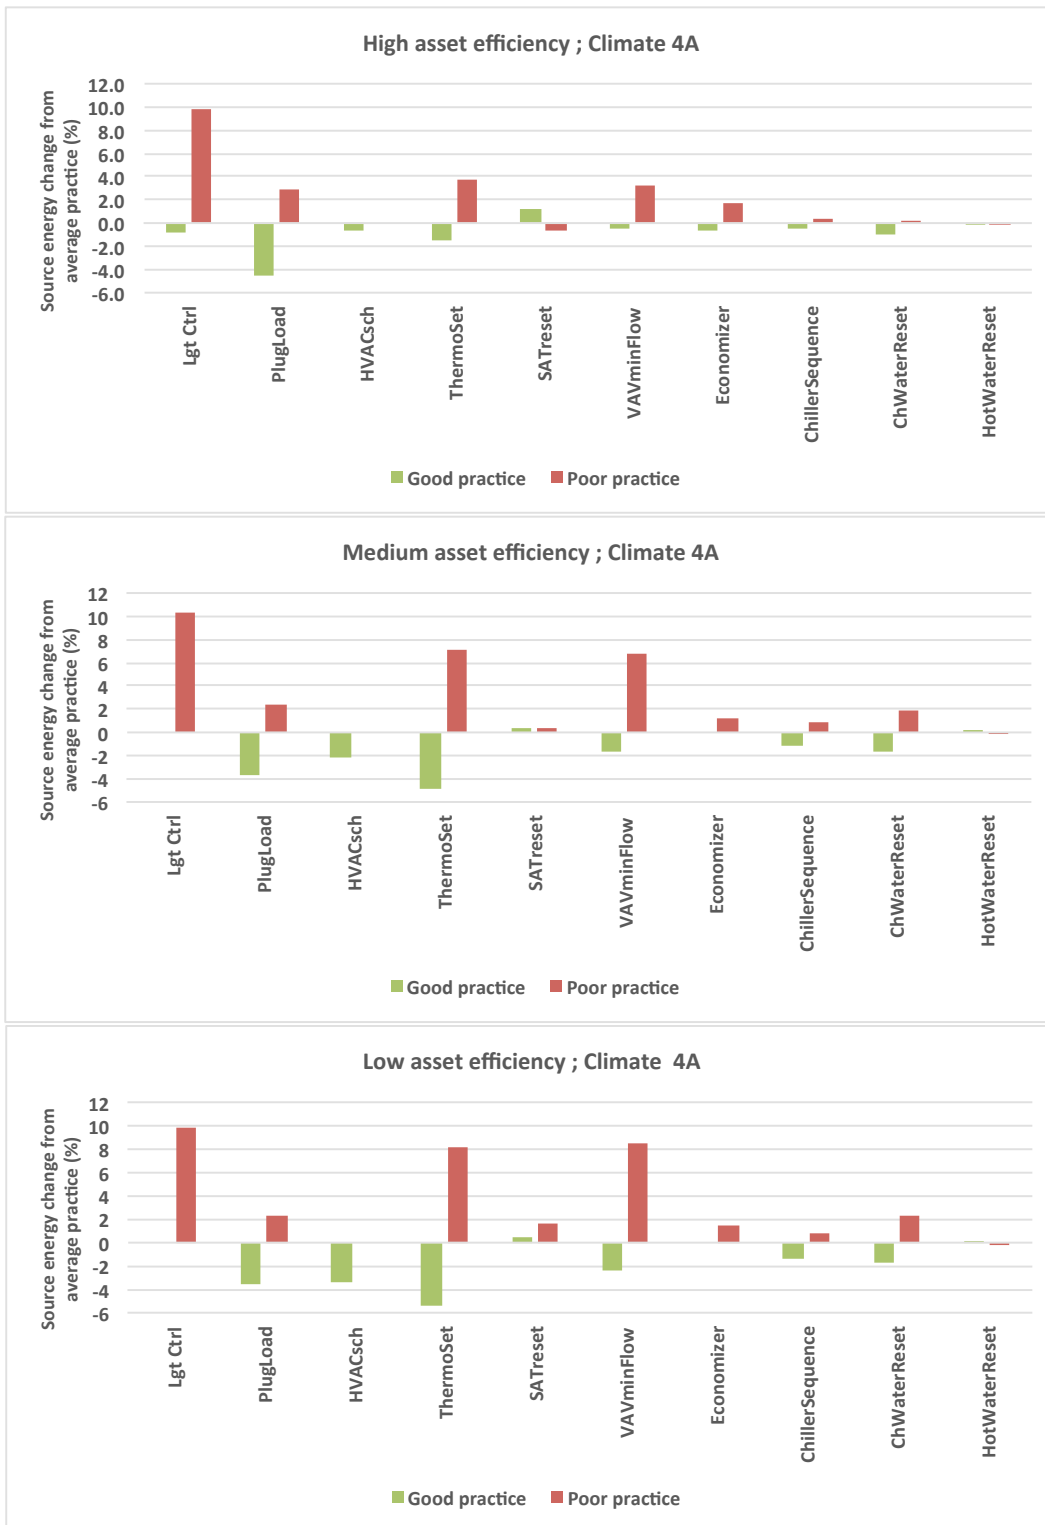 High asset efficiency ; Climate 4A
Source energy change from
average practice (%)
12.0
10.0
8.0
6.0
4.0
2.0
0.0
-2.0
-4.0
-6.0
Lgt Ctrl
PlugLoad
HVACsch
ThermoSet
SATreset
VAVminFlow
Economizer
ChillerSequence
ChWaterReset
HotWaterReset
Good practice
Poor practice
Medium asset efficiency ; Climate 4A
Source energy change from
average practice (%)
12
10
8
6
4
2
0
-2
-4
-6
Lgt Ctrl
PlugLoad
HVACsch
ThermoSet
SATreset
VAVminFlow
Economizer
ChillerSequence
ChWaterReset
HotWaterReset
Good practice
Poor practice
Low asset efficiency ; Climate 4A
Source energy change from
average practice (%)
12
10
8
6
4
2
0
-2
-4
-6
Lgt Ctrl
PlugLoad
HVACsch
ThermoSet
SATreset
VAVminFlow
Economizer
ChillerSequence
ChWaterReset
HotWaterReset
Good practice
Poor practice